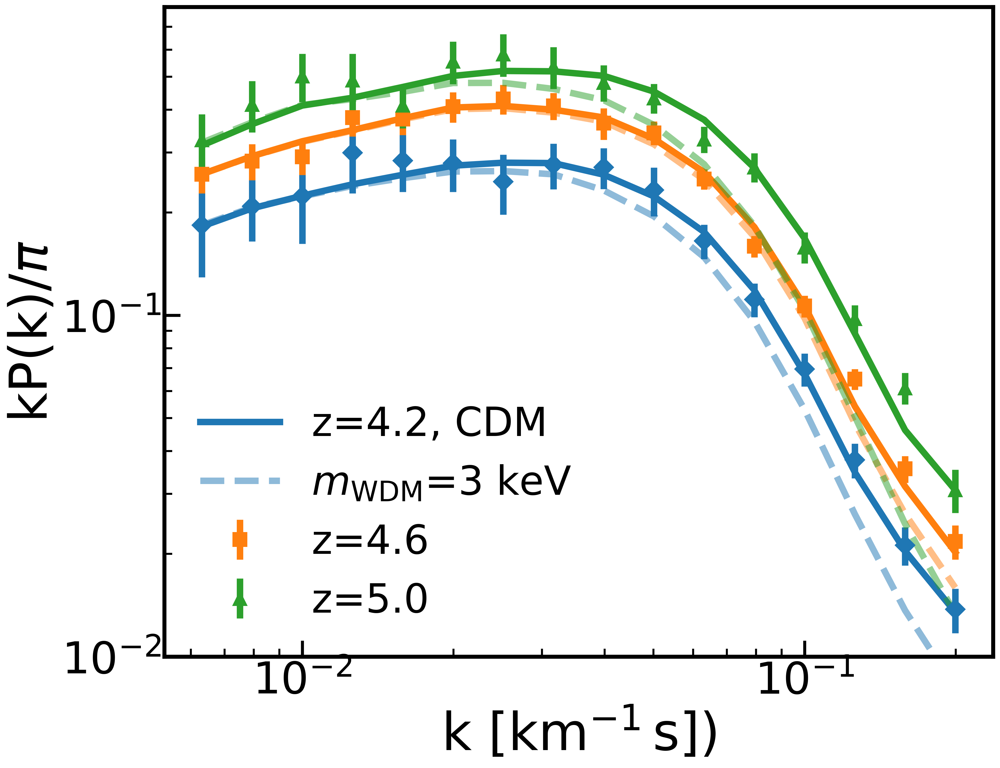 kP(k)/π
10⁻¹
10⁻²
z=4.2, CDM
m_WDM=3 keV
z=4.6
z=5.0
10⁻² 10⁻¹
k [km⁻¹ s])